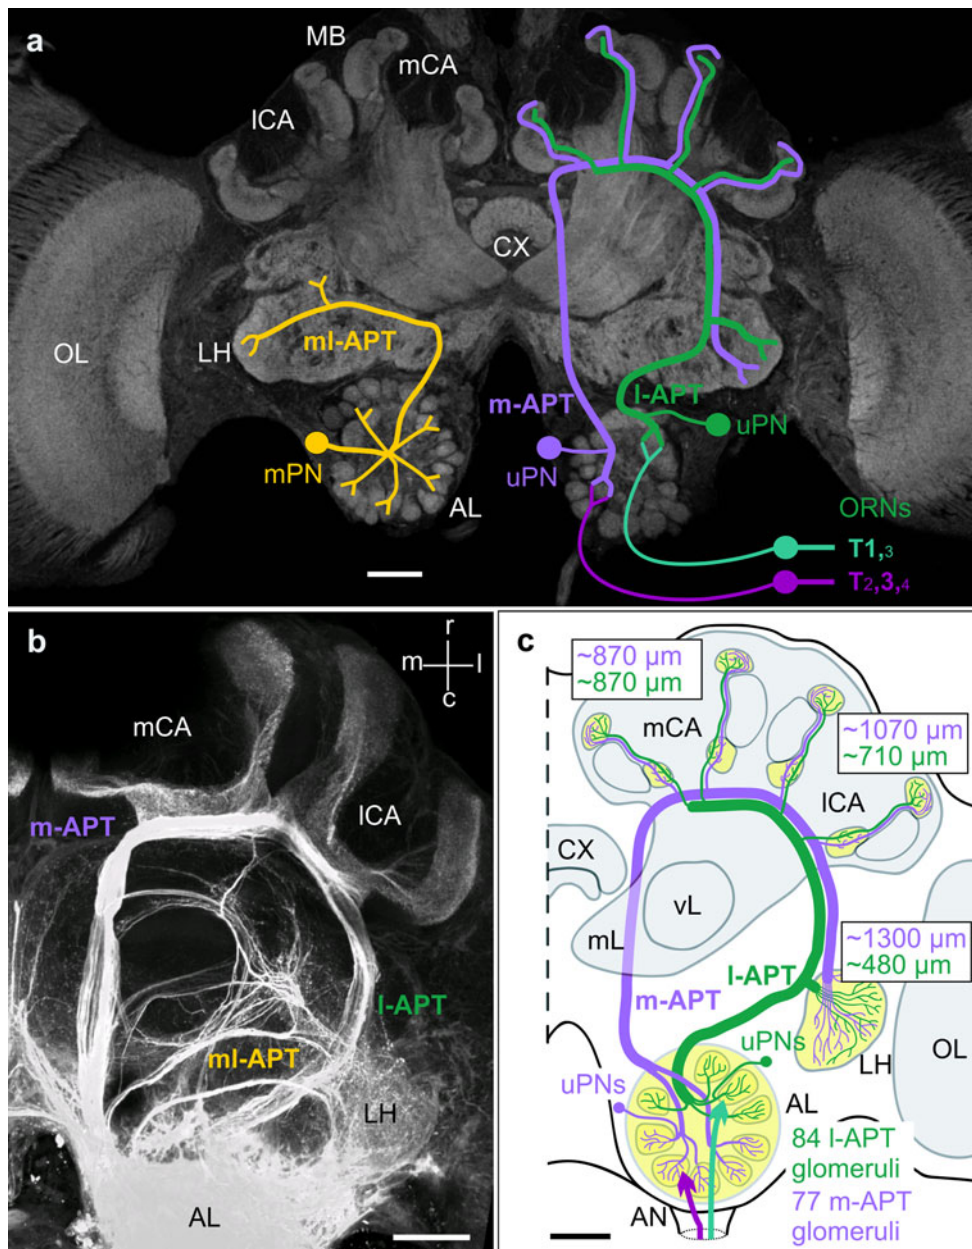 a
MB
mCA
lCA
CX
OL
LH
ml-APT
m-APT
l-APT
uPN
mPN
uPN
AL
ORNs
T1,3
T2,3,4
b
r
m l
c
mCA
lCA
m-APT
l-APT
ml-APT
LH
AL
c
~870 µm
~870 µm
mCA
~1070 µm
~710 µm
lCA
CX
vL
mL
~1300 µm
~480 µm
l-APT
m-APT
LH
OL
uPNs
uPNs
AL
84 l-APT
glomeruli
77 m-APT
glomeruli
AN